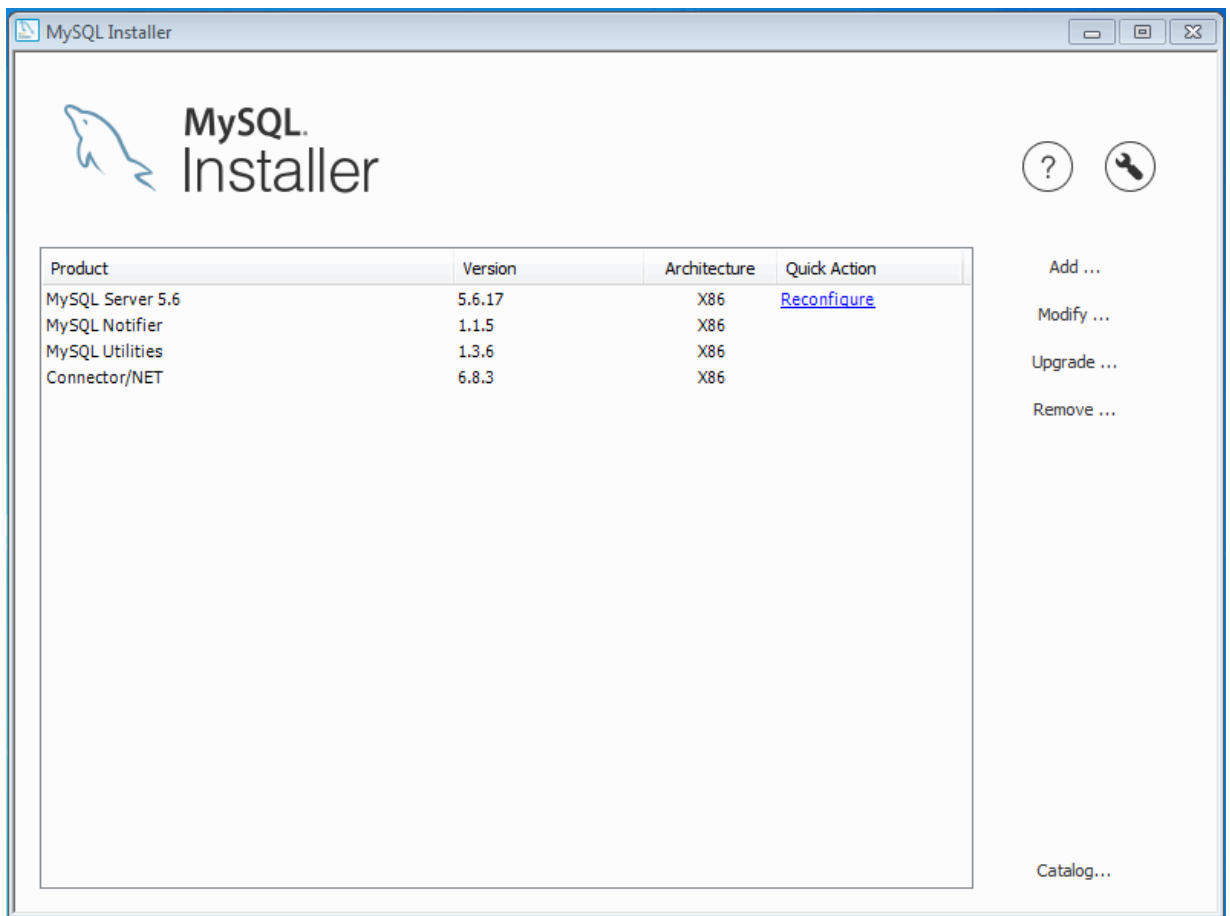 MySQL Installer
MySQL.
Installer
?
Product Version Architecture Quick Action
MySQL Server 5.6 5.6.17 X86 Reconfigure
MySQL Notifier 1.1.5 X86
MySQL Utilities 1.3.6 X86
Connector/NET 6.8.3 X86
Add ...
Modify ...
Upgrade ...
Remove ...
Catalog...